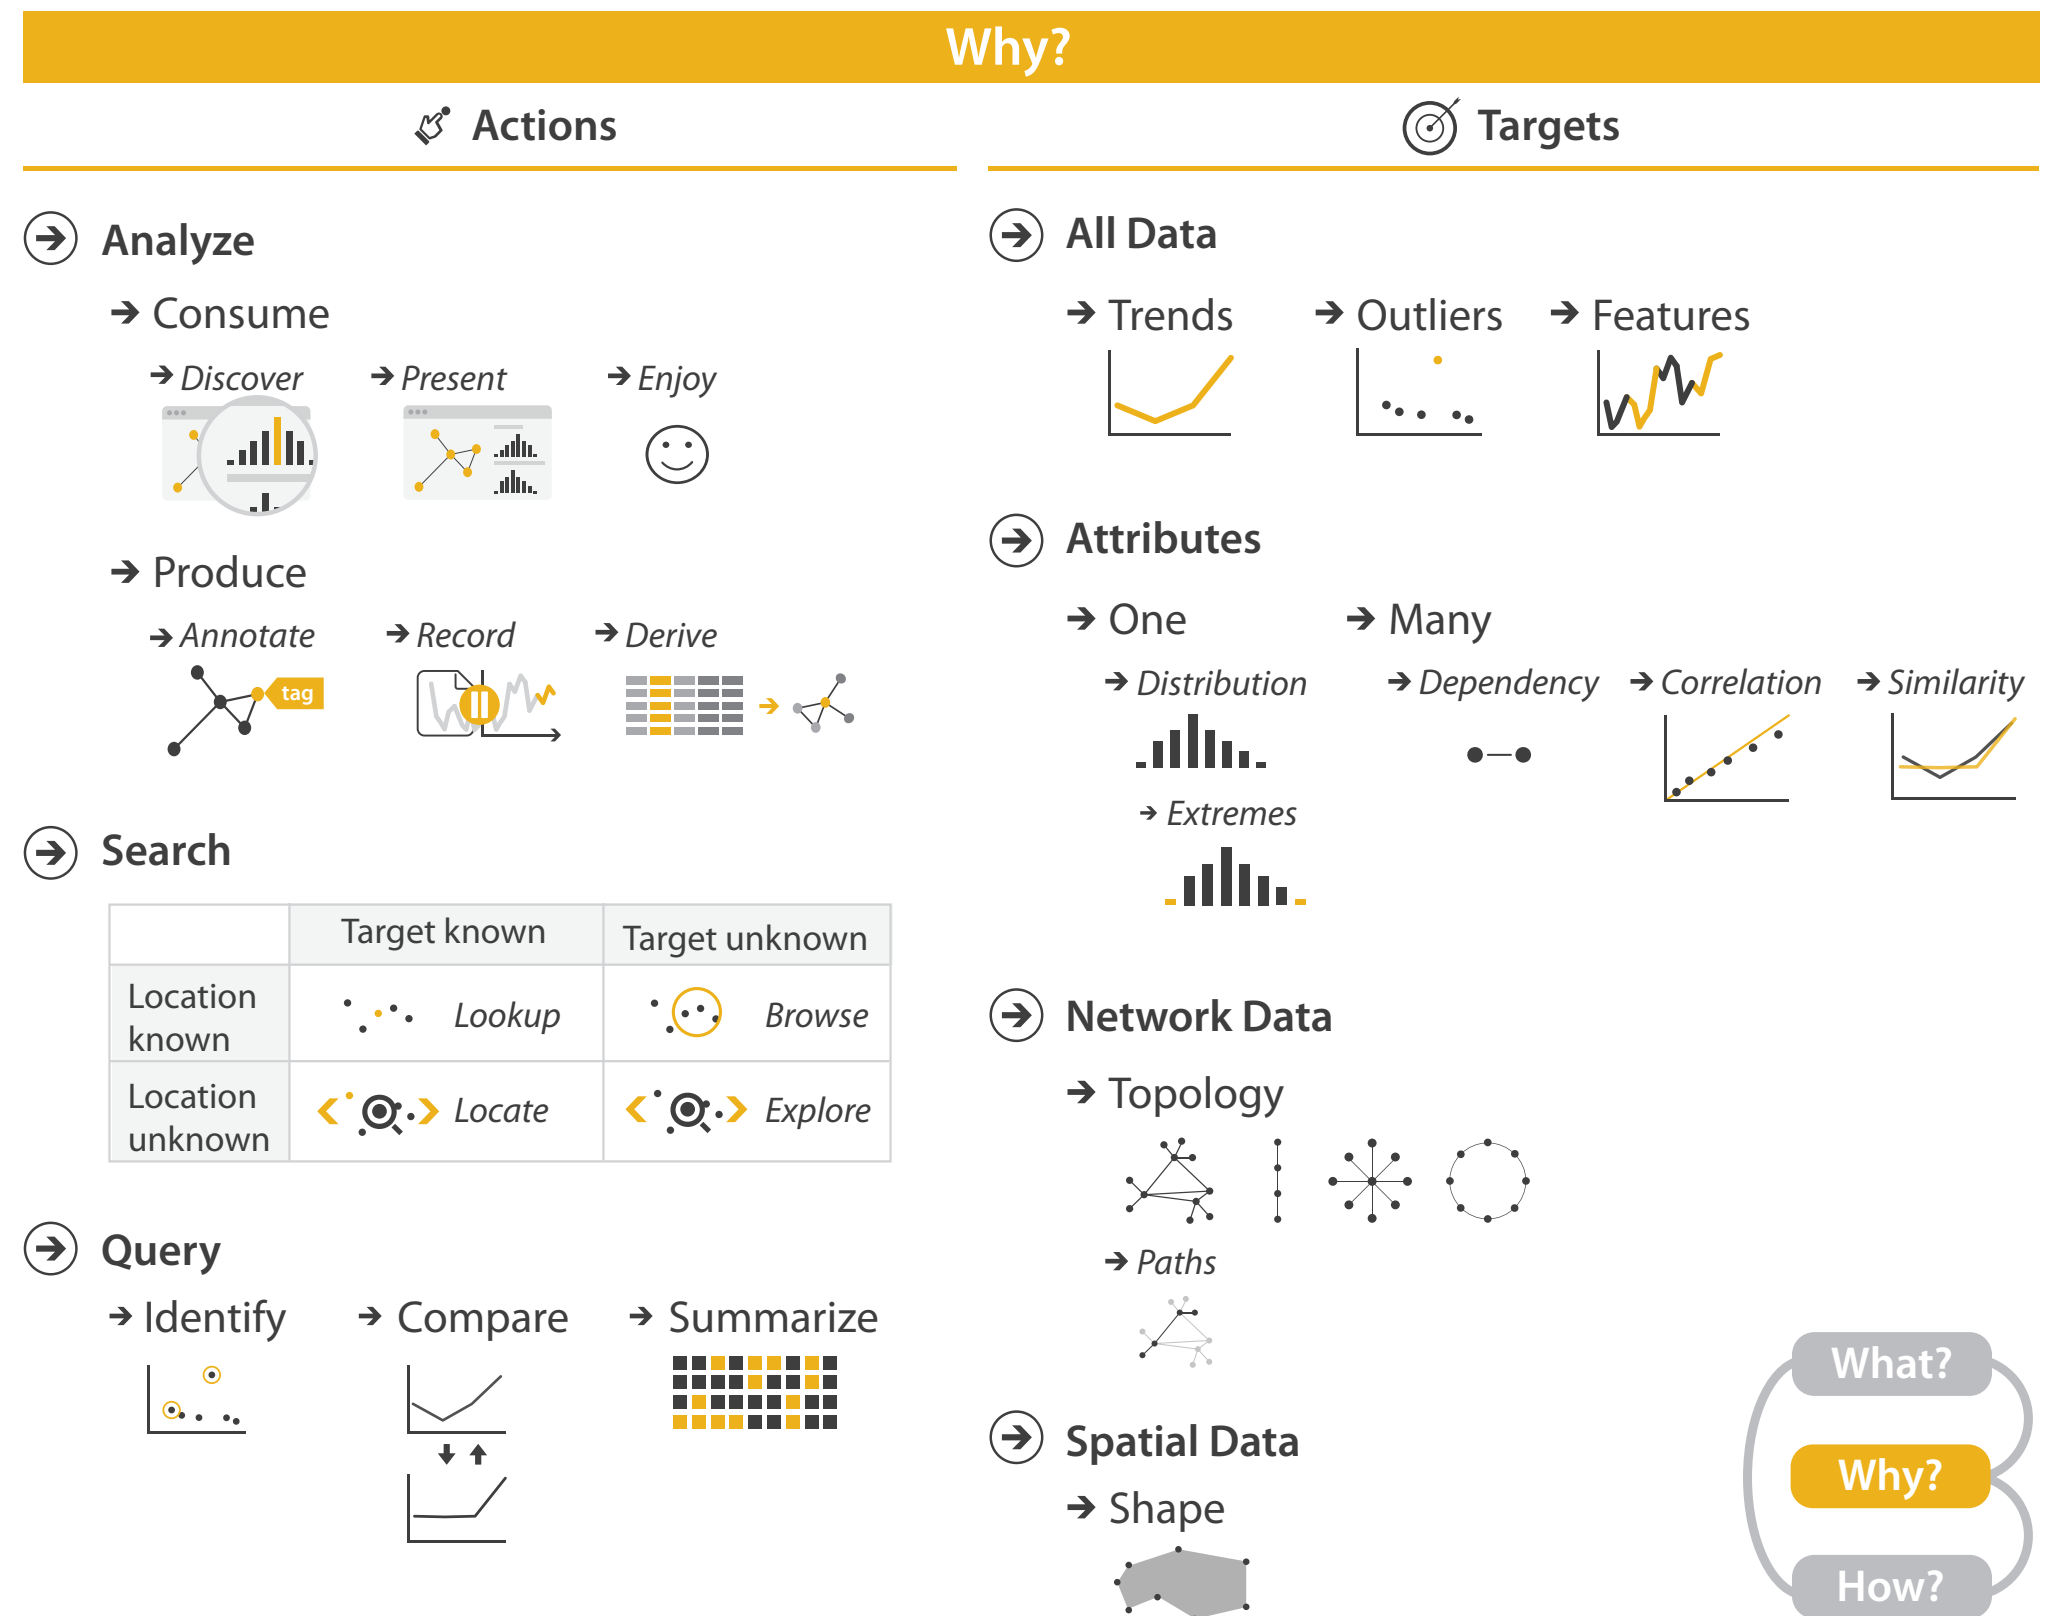 Why?
Actions
Analyze
Consume
Discover
Present
Enjoy
Produce
Annotate
Record
Derive
tag
Search
Target known
Target unknown
Location
known
Lookup
Browse
Location
unknown
Locate
Explore
Query
Identify
Compare
Summarize
Targets
All Data
Trends
Outliers
Features
Attributes
One
Many
Distribution
Dependency
Correlation
Similarity
Extremes
Network Data
Topology
Paths
Spatial Data
Shape
What?
Why?
How?